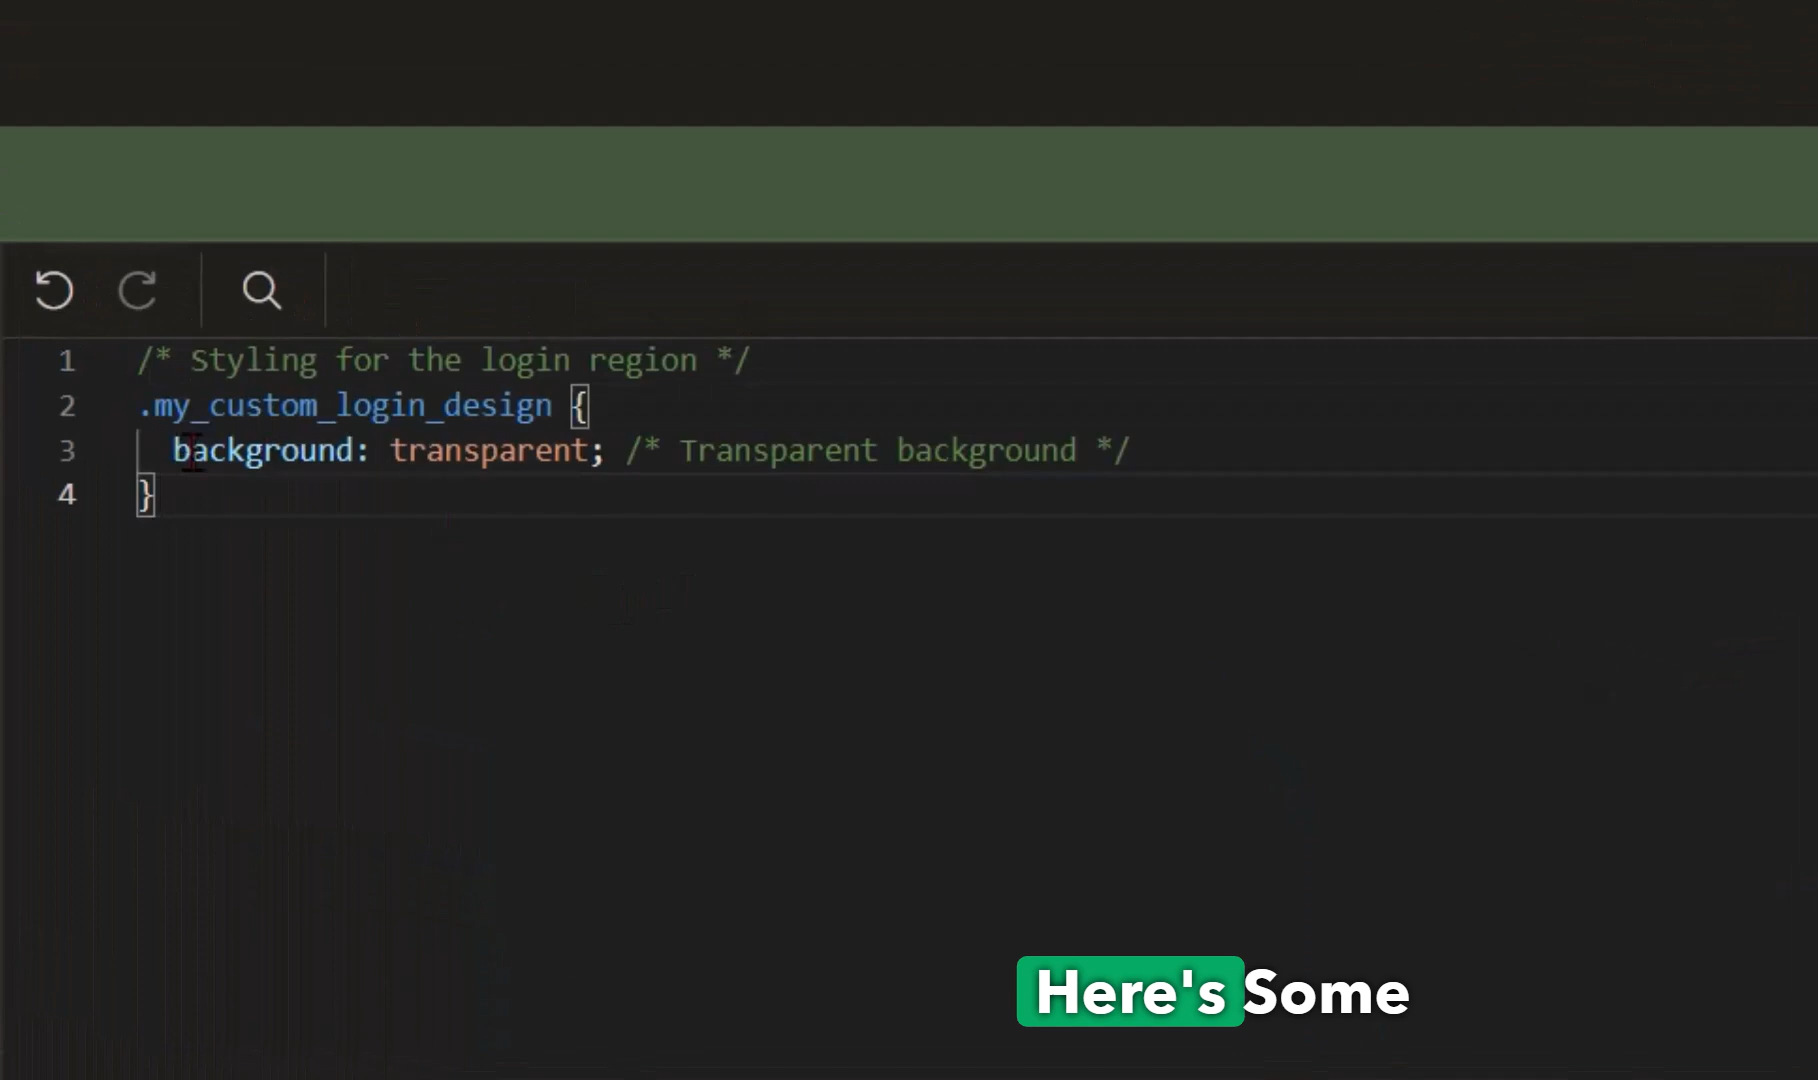 1 /* Styling for the login region */
2 .my_custom_login_design {
3 background: transparent; /* Transparent background */
4 }
Here's Some